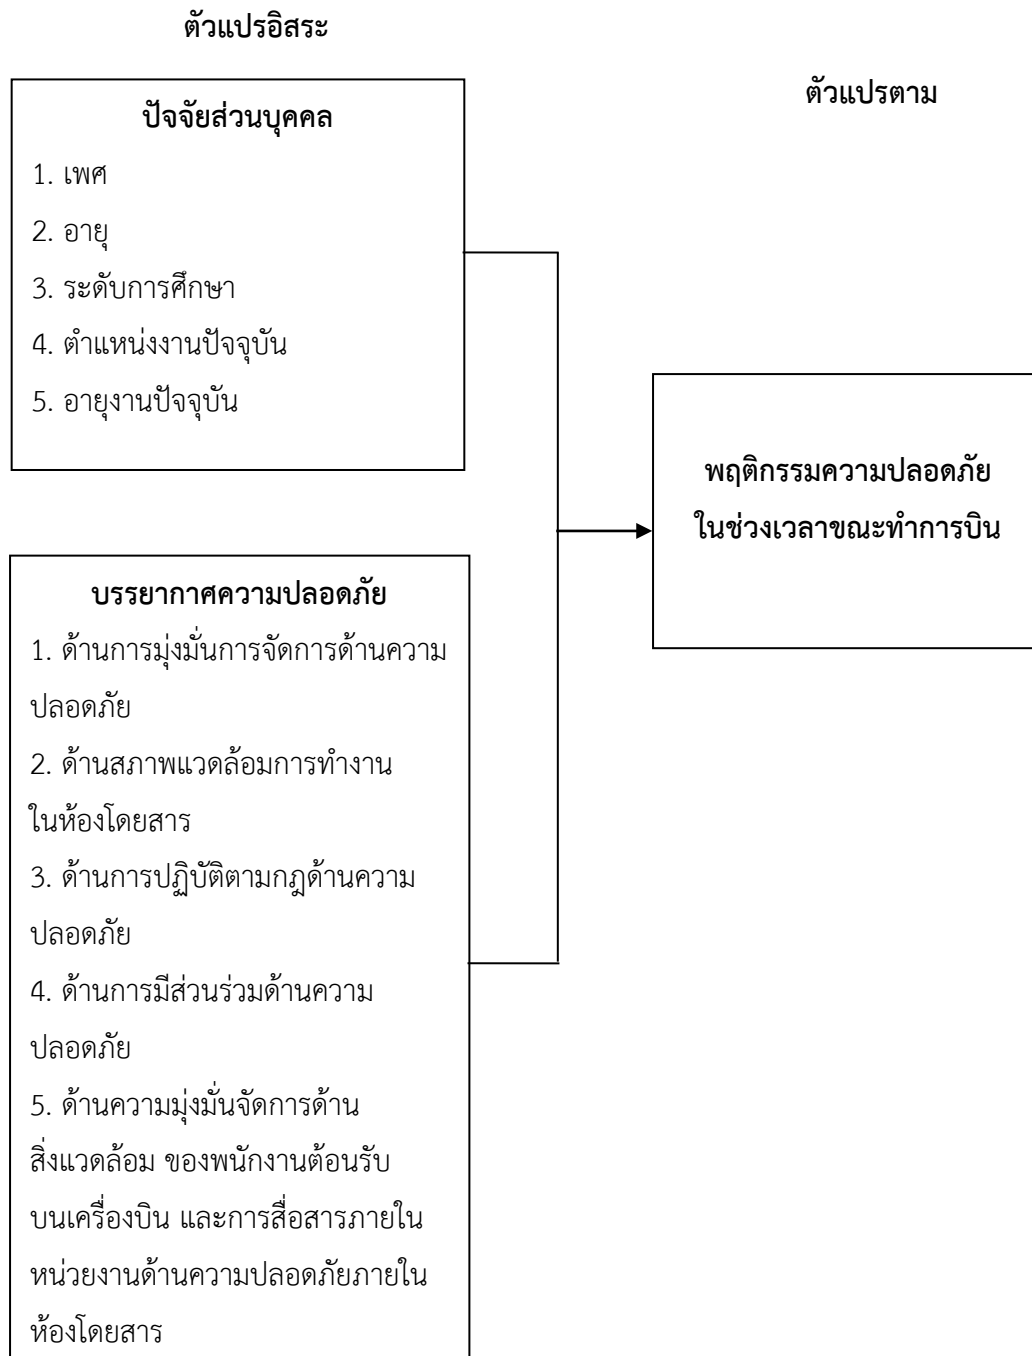 ตัวแปรอิสระ
ปัจจัยส่วนบุคคล
1. เพศ
2. อายุ
3. ระดับการศึกษา
4. ตำแหน่งงานปัจจุบัน
5. อายุงานปัจจุบัน
บรรยากาศความปลอดภัย
1. ด้านการมุ่งมั่นการจัดการด้านความ
ปลอดภัย
2. ด้านสภาพแวดล้อมการทำงาน
ในห้องโดยสาร
3. ด้านการปฏิบัติตามกฎด้านความ
ปลอดภัย
4. ด้านการมีส่วนร่วมด้านความ
ปลอดภัย
5. ด้านความมุ่งมั่นจัดการด้าน
สิ่งแวดล้อม ของพนักงานต้อนรับ
บนเครื่องบิน และการสื่อสารภายใน
หน่วยงานด้านความปลอดภัยภายใน
ห้องโดยสาร
ตัวแปรตาม
พฤติกรรมความปลอดภัย
ในช่วงเวลาขณะทำการบิน